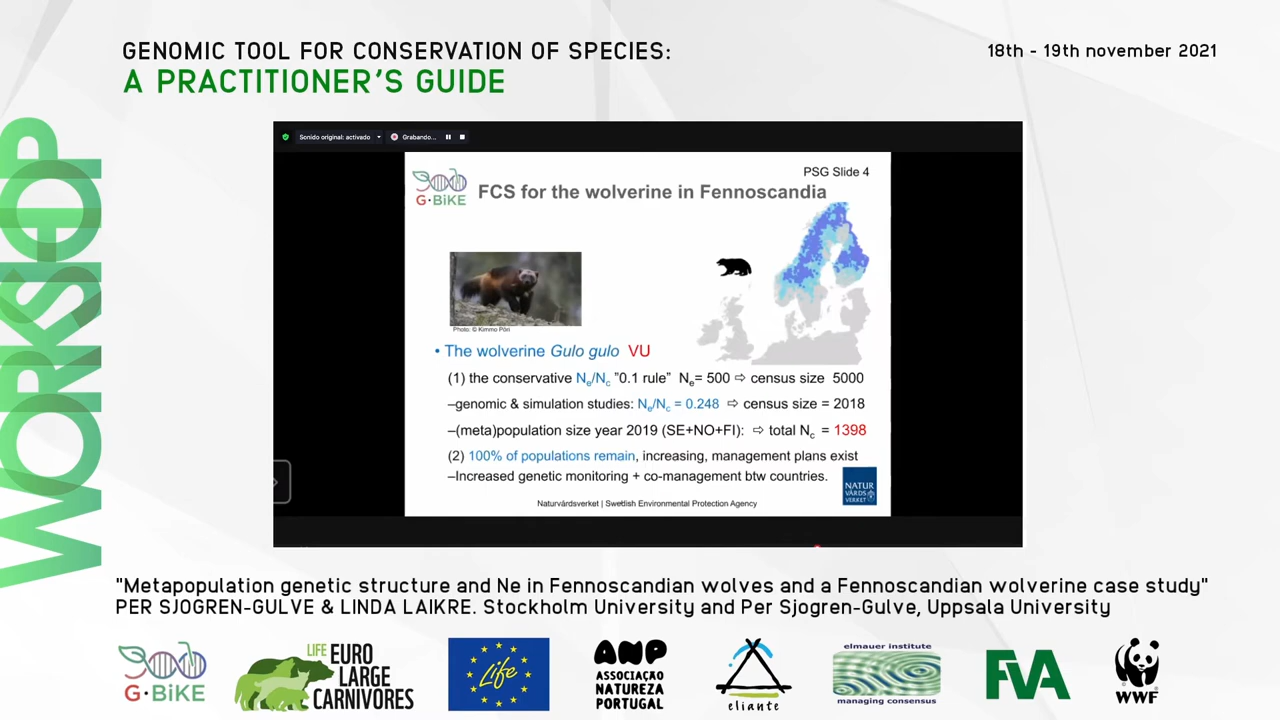 GENOMIC TOOL FOR CONSERVATION OF SPECIES:
A PRACTITIONER'S GUIDE
18th - 19th november 2021
WORKSHOP
Sonido original: activado
Grabando...
G·BiKE
PSG Slide 4
FCS for the wolverine in Fennoscandia
Photo: © Kimmo Pöri
• The wolverine Gulo gulo VU
(1) the conservative Ne/Nc "0.1 rule" Ne= 500 ⇨ census size 5000
–genomic & simulation studies: Ne/Nc = 0.248 ⇨ census size = 2018
–(meta)population size year 2019 (SE+NO+FI): ⇨ total Nc = 1398
(2) 100% of populations remain, increasing, management plans exist
–Increased genetic monitoring + co-management btw countries.
NATUR
VÅRDS
VERKET
Naturvårdsverket | Swedish Environmental Protection Agency
"Metapopulation genetic structure and Ne in Fennoscandian wolves and a Fennoscandian wolverine case study"
PER SJOGREN-GULVE & LINDA LAIKRE. Stockholm University and Per Sjogren-Gulve, Uppsala University
G·BiKE
LIFE EURO
LARGE
CARNIVORES
Life
ANP
ASSOCIAÇÃO
NATUREZA
PORTUGAL
eliante
elmauer institute
managing consensus
FVA
WWF